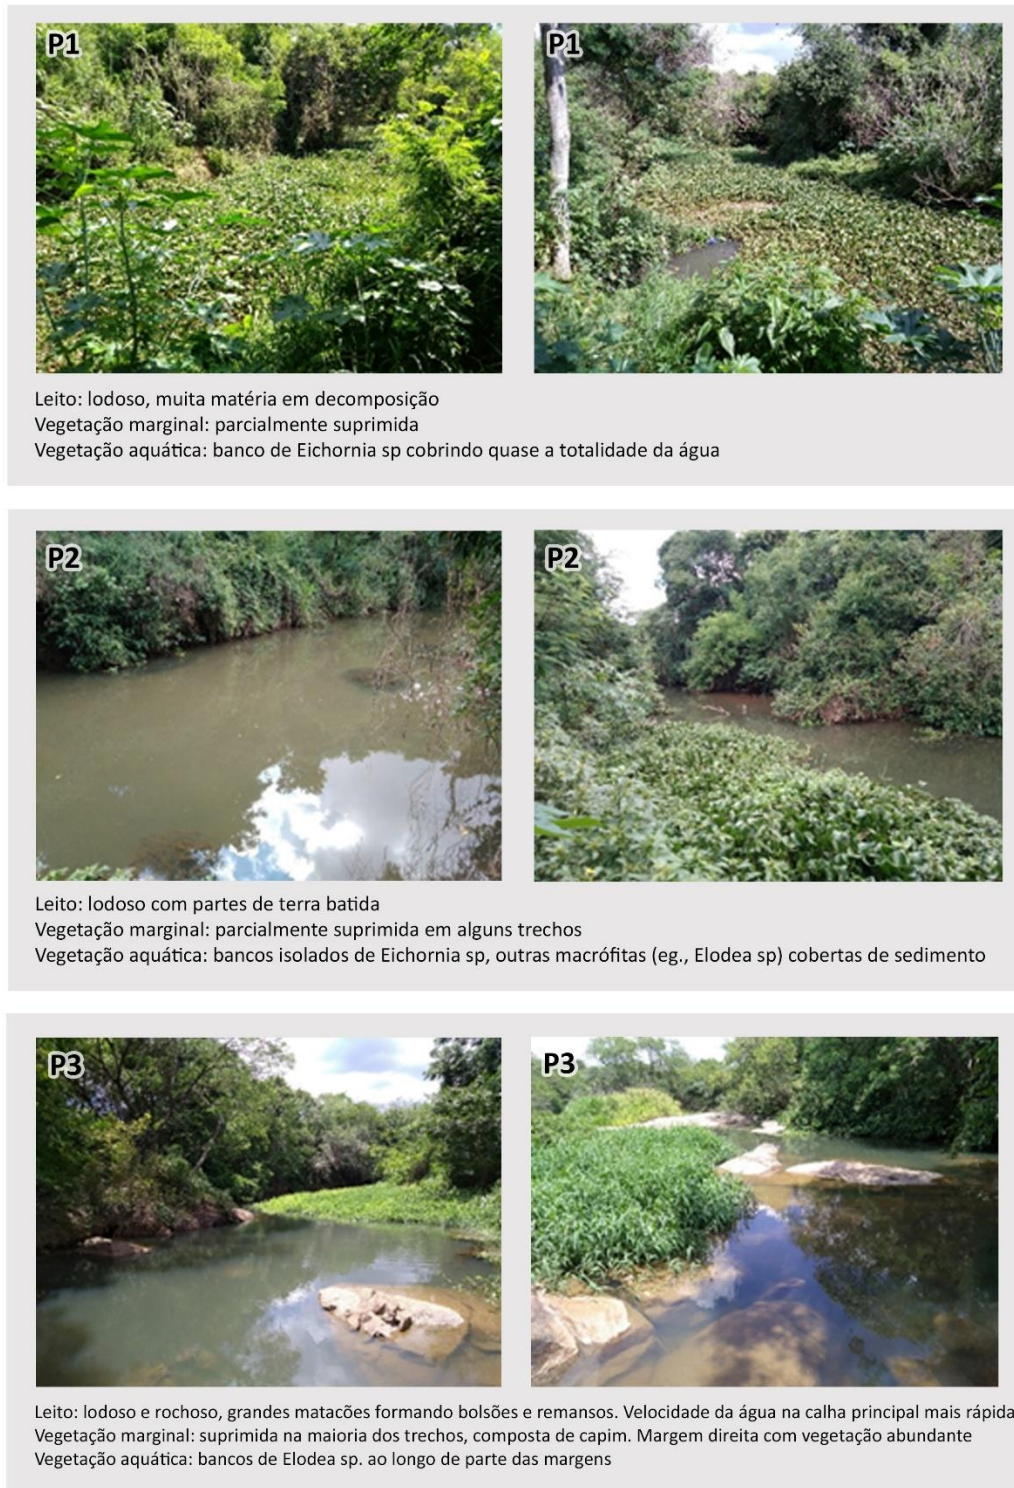 P1
P1
Leito: lodoso, muita matéria em decomposição
Vegetação marginal: parcialmente suprimida
Vegetação aquática: banco de Eichornia sp cobrindo quase a totalidade da água
P2
P2
Leito: lodoso com partes de terra batida
Vegetação marginal: parcialmente suprimida em alguns trechos
Vegetação aquática: bancos isolados de Eichornia sp, outras macrófitas (eg., Elodea sp) cobertas de sedimento
P3
P3
Leito: lodoso e rochoso, grandes matacões formando bolsões e remansos. Velocidade da água na calha principal mais rápida
Vegetação marginal: suprimida na maioria dos trechos, composta de capim. Margem direita com vegetação abundante
Vegetação aquática: bancos de Elodea sp. ao longo de parte das margens